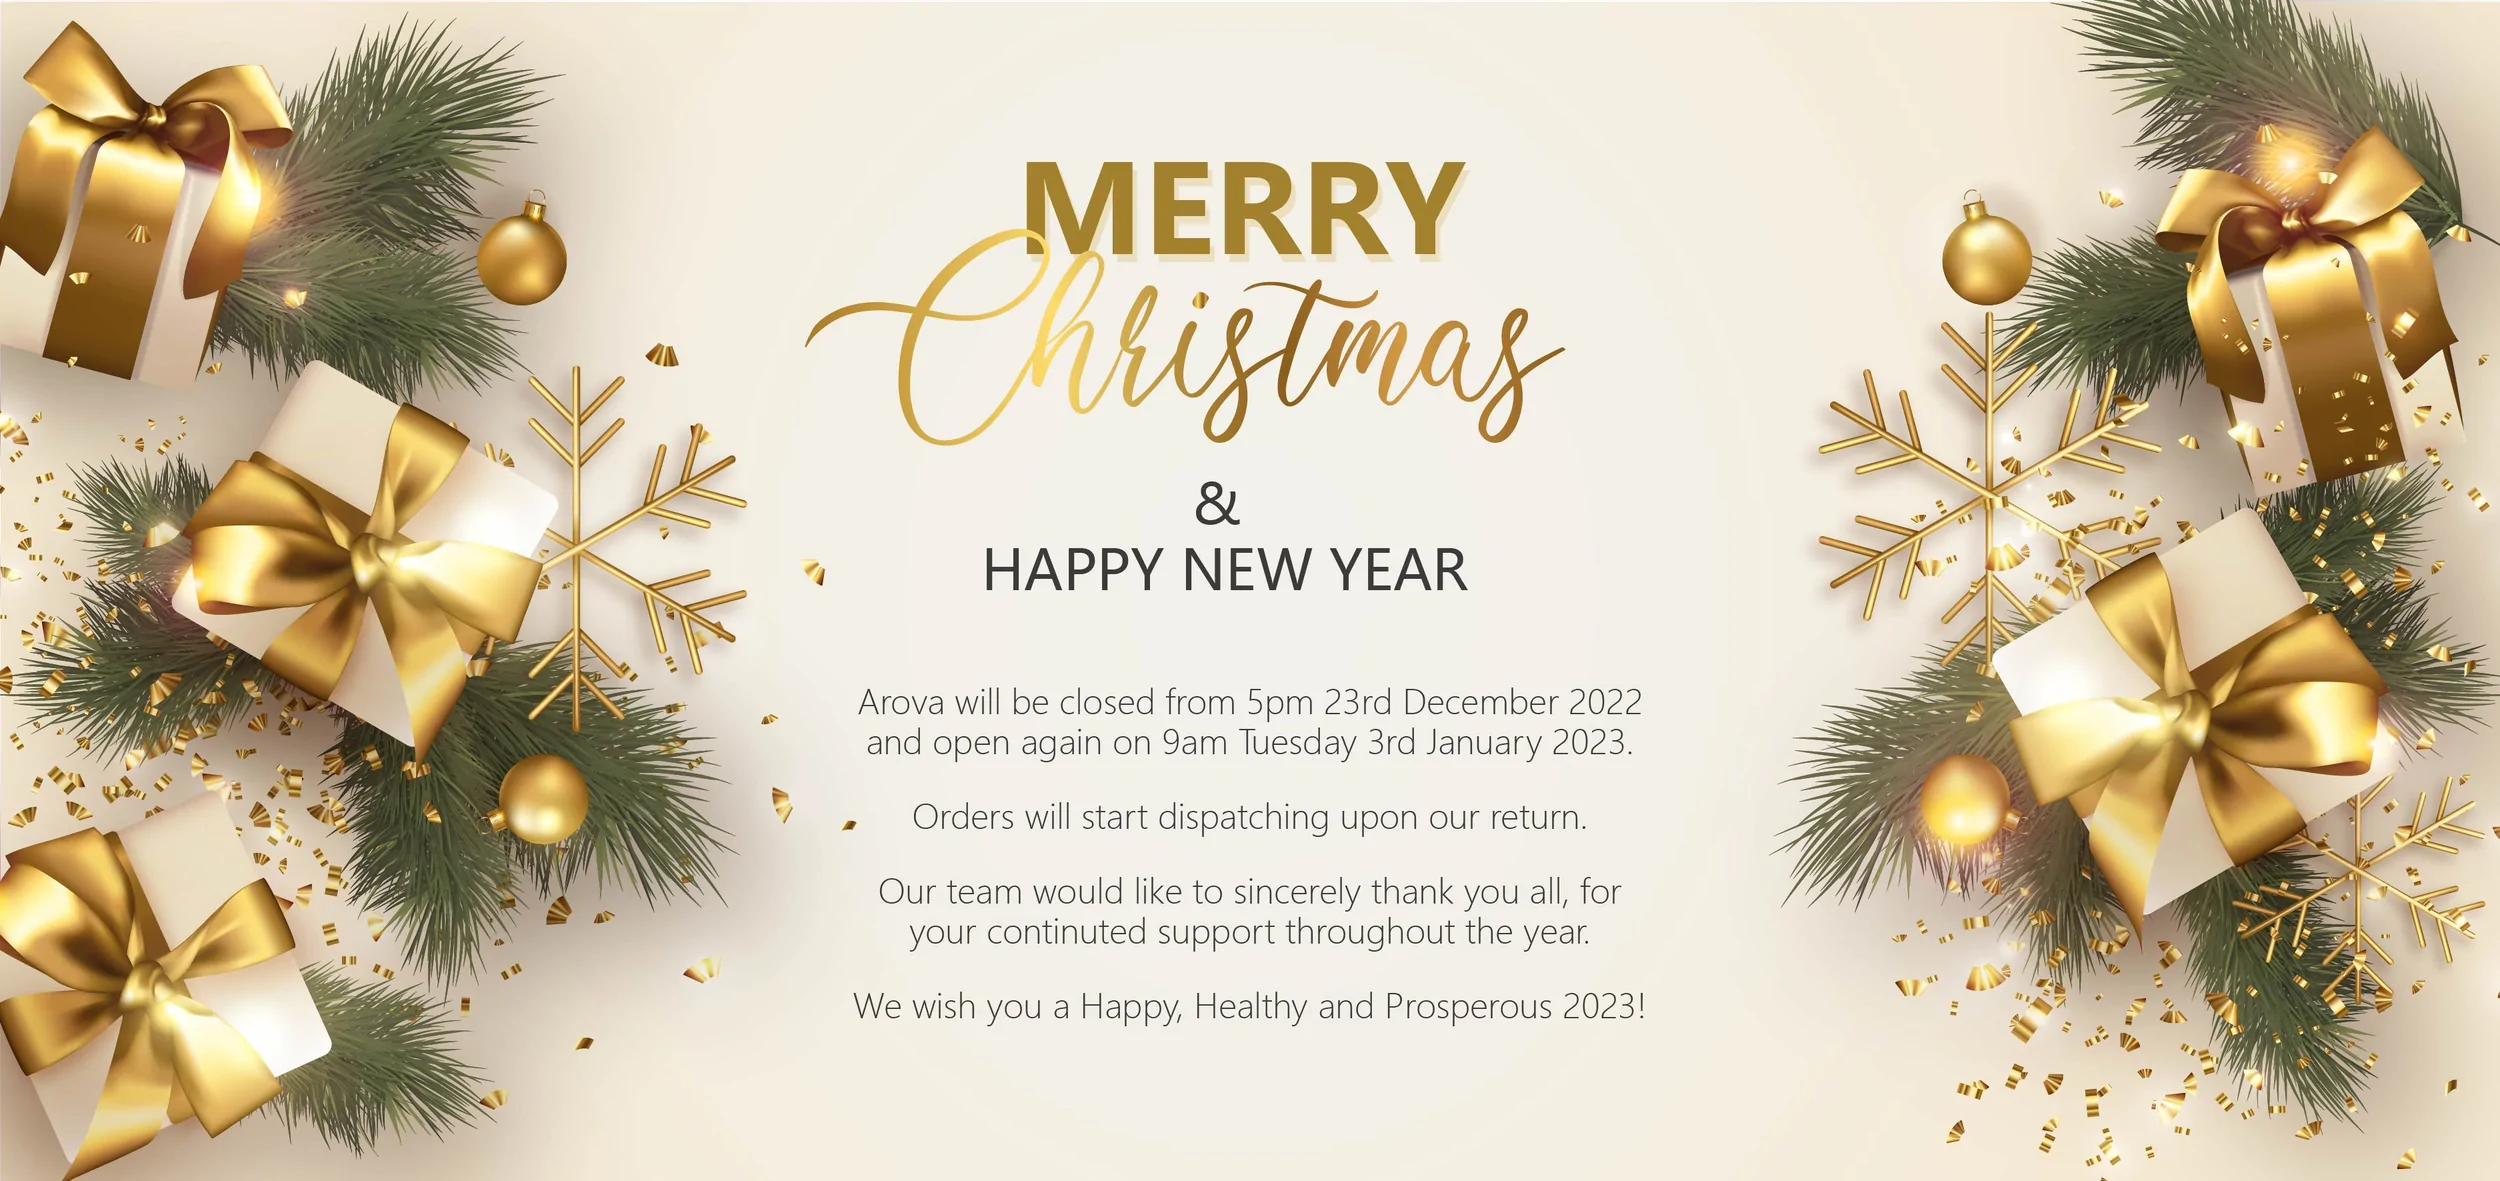 MERRY
Christmas
&
HAPPY NEW YEAR
Arova will be closed from 5pm 23rd December 2022
and open again on 9am Tuesday 3rd January 2023.
Orders will start dispatching upon our return.
Our team would like to sincerely thank you all, for
your continuted support throughout the year.
We wish you a Happy, Healthy and Prosperous 2023!